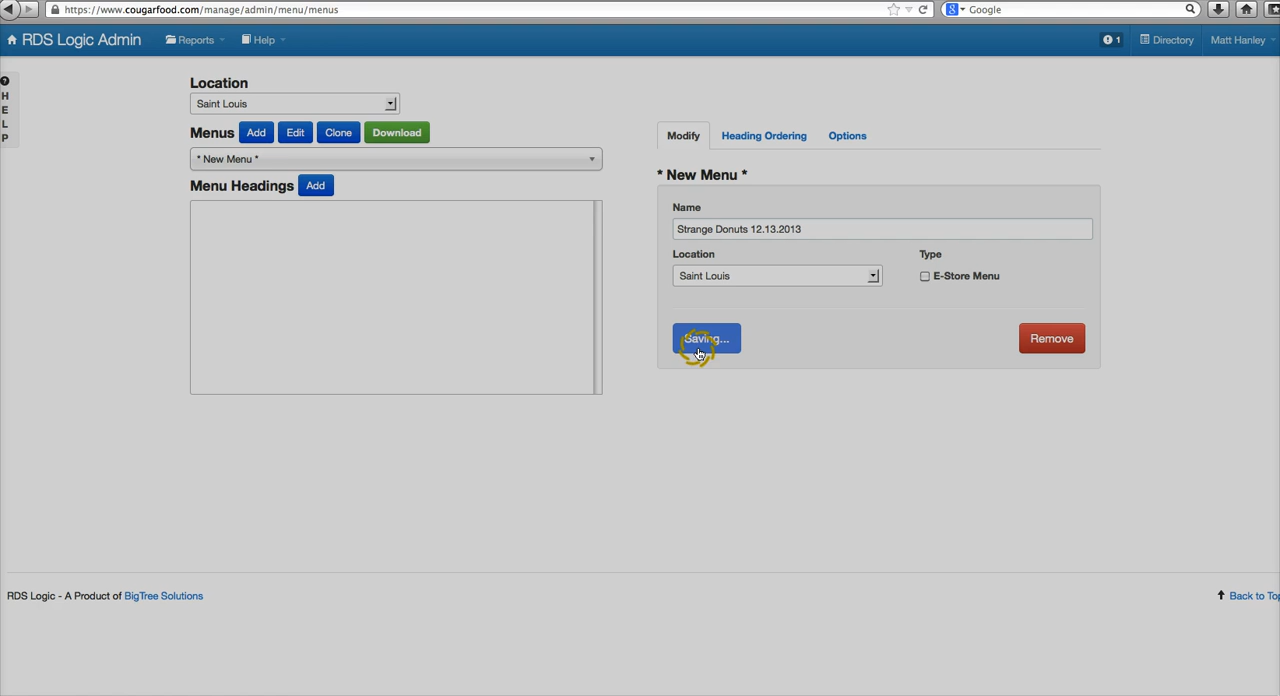 https://www.cougarfood.com/manage/admin/menu/menus
Google
RDS Logic Admin
Reports
Help
1
Directory
Matt Hanley
H
E
L
P
Location
Saint Louis
Menus
Add
Edit
Clone
Download
* New Menu *
Menu Headings
Add
Modify
Heading Ordering
Options
* New Menu *
Name
Strange Donuts 12.13.2013
Location
Type
Saint Louis
E-Store Menu
Saving...
Remove
RDS Logic - A Product of BigTree Solutions
Back to Top